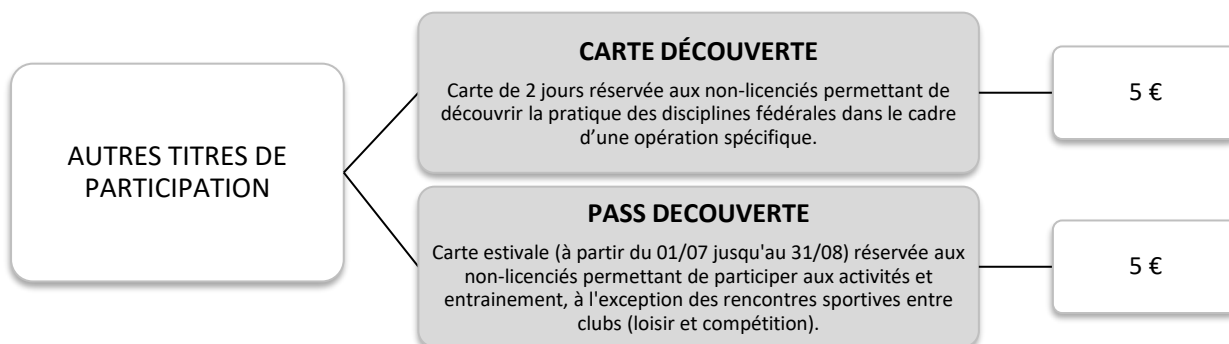 AUTRES TITRES DE
PARTICIPATION
CARTE DÉCOUVERTE
Carte de 2 jours réservée aux non-licenciés permettant de
découvrir la pratique des disciplines fédérales dans le cadre
d’une opération spécifique.
5 €
PASS DECOUVERTE
Carte estivale (à partir du 01/07 jusqu'au 31/08) réservée aux
non-licenciés permettant de participer aux activités et
entrainement, à l'exception des rencontres sportives entre
clubs (loisir et compétition).
5 €